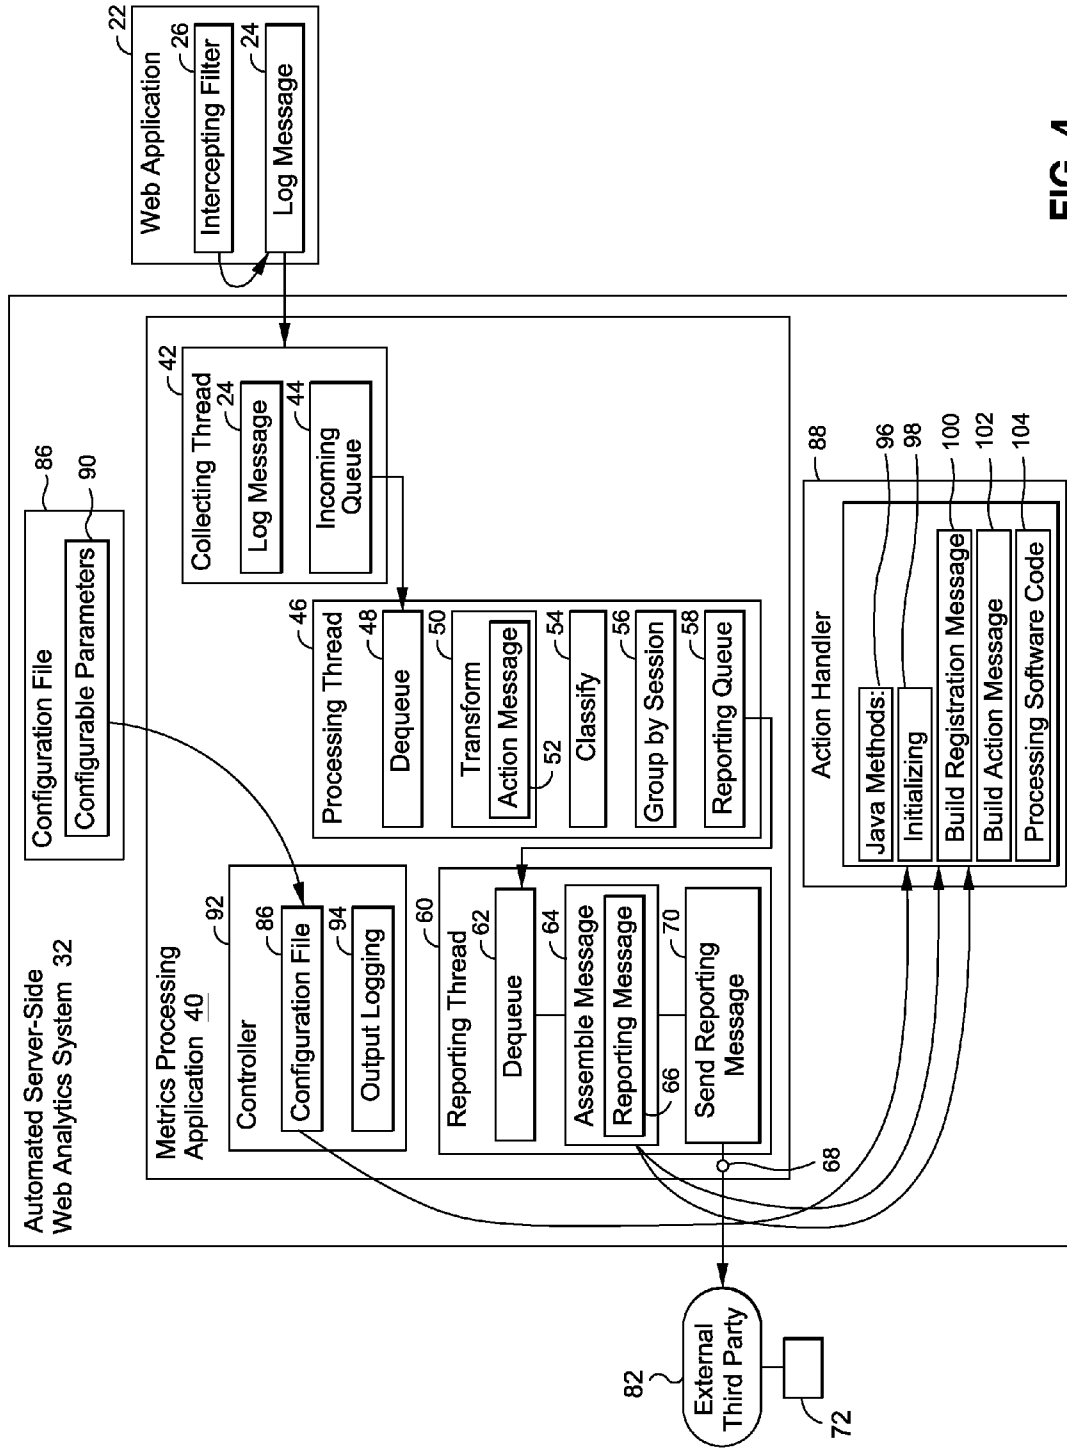 Automated Server-Side
Web Analytics System 32
Configuration File
86
Configurable Parameters
90
Metrics Processing
Application 40
Controller
92
Configuration File
86
Output Logging
94
Collecting Thread
42
Log Message
24
Incoming
Queue
44
Web Application
22
Intercepting Filter
26
Log Message
24
Processing Thread
46
Dequeue
48
Transform
50
Action Message
52
Classify
54
Group by Session
56
Reporting Queue
58
Reporting Thread
60
Dequeue
62
Assemble Message
64
Reporting Message
66
Send Reporting
Message
70
68
External
Third Party
82
72
Action Handler
88
Java Methods:
96
Initializing
98
Build Registration Message
100
Build Action Message
102
Processing Software Code
104